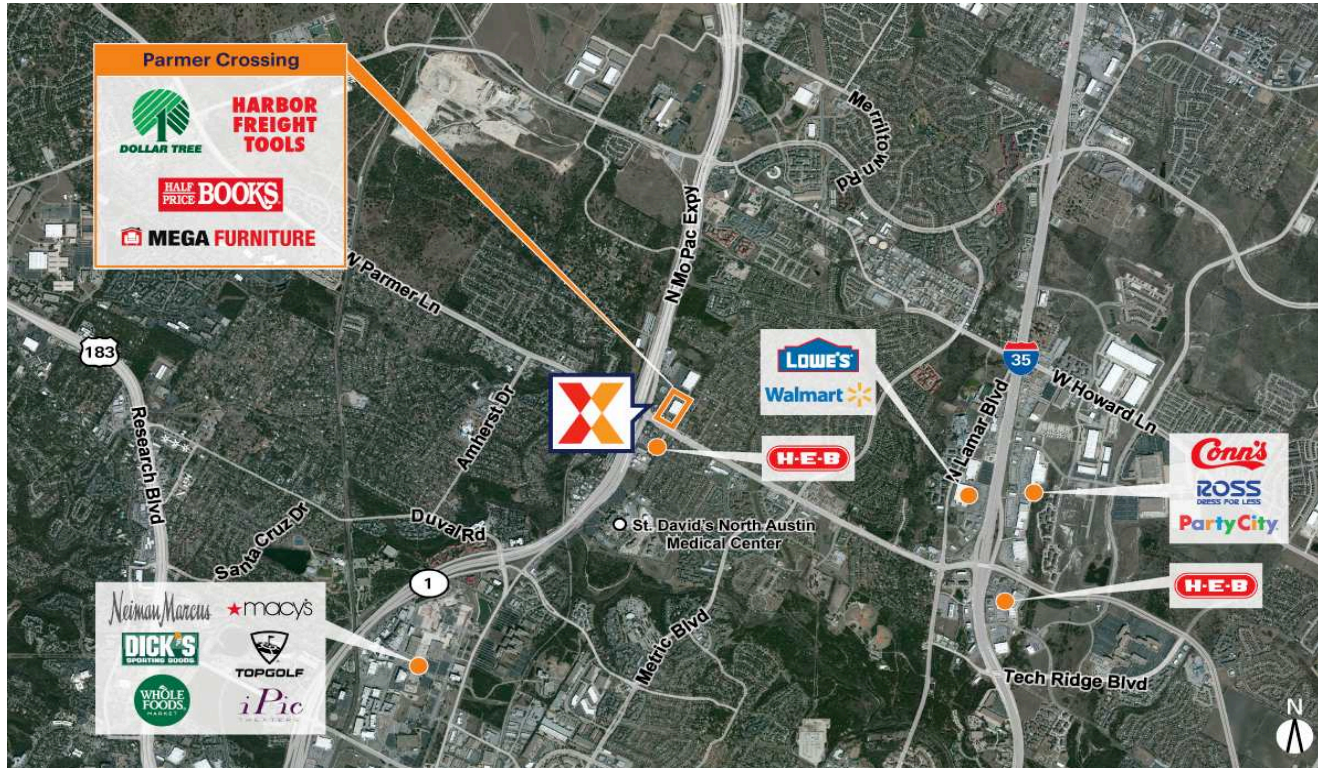 Parmer Crossing
DOLLAR TREE
HARBOR
FREIGHT
TOOLS
HALF
PRICE BOOKS
MEGA FURNITURE
W Parmer Ln
N Mo Pac Expy
Merrilltown
Rd
183
Research Blvd
Amherst Dr
Duval Rd
Santa Cruz Dr
1
LOWE'S
Walmart
H-E-B
St. David's North Austin
Medical Center
N Lamar Blvd
35
W Howard Ln
Conn's
ROSS
DRESS FOR LESS
PartyCity
H-E-B
Neiman Marcus
macy's
DICK'S
SPORTING GOODS
TOPGOLF
WHOLE
FOODS
MARKET
iPic
THEATERS
Metric Blvd
Tech Ridge Blvd
N